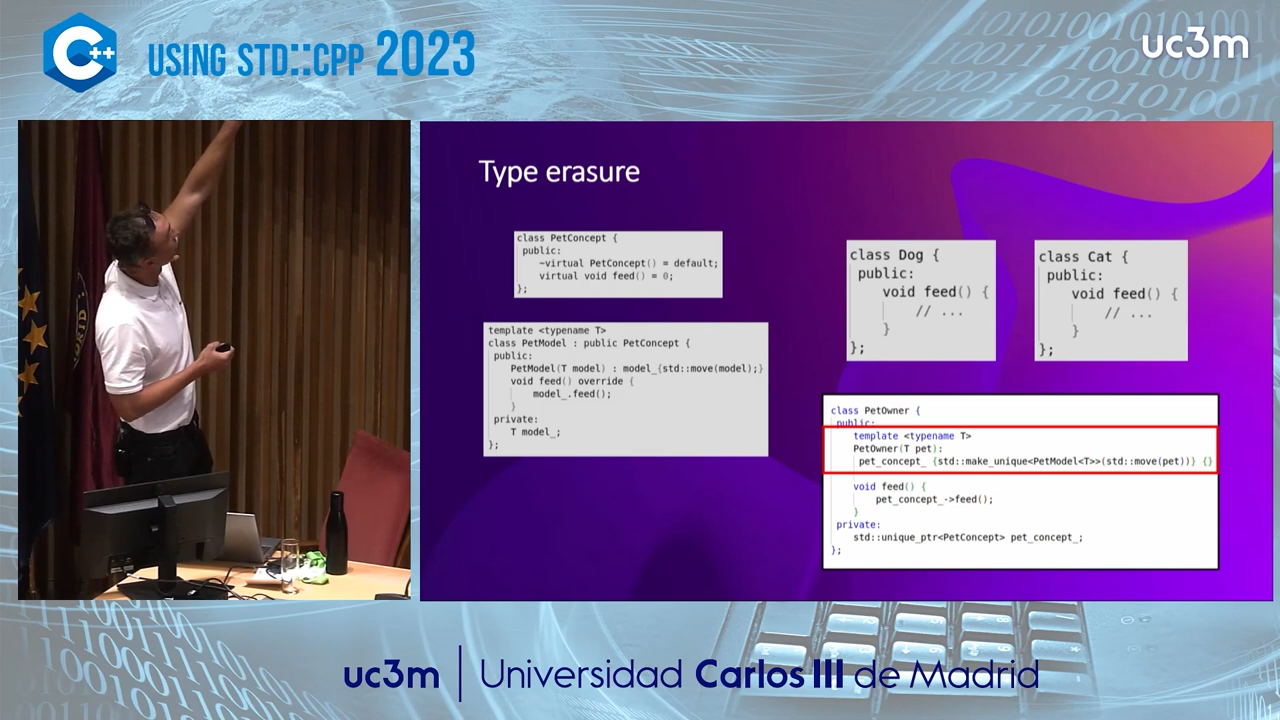 C++
USING STD::CPP 2023
uc3m
Type erasure
class PetConcept {
public:
~virtual PetConcept() = default;
virtual void feed() = 0;
};
template <typename T>
class PetModel : public PetConcept {
public:
PetModel(T model) : model_{std::move(model);}
void feed() override {
model_.feed();
}
private:
T model_;
};
class Dog {
public:
void feed() {
// ...
}
};
class Cat {
public:
void feed() {
// ...
}
};
class PetOwner {
public:
template <typename T>
PetOwner(T pet):
pet_concept_ {std::make_unique<PetModel<T>>(std::move(pet))} {}
void feed() {
pet_concept_->feed();
}
private:
std::unique_ptr<PetConcept> pet_concept_;
};
uc3m | Universidad Carlos III de Madrid